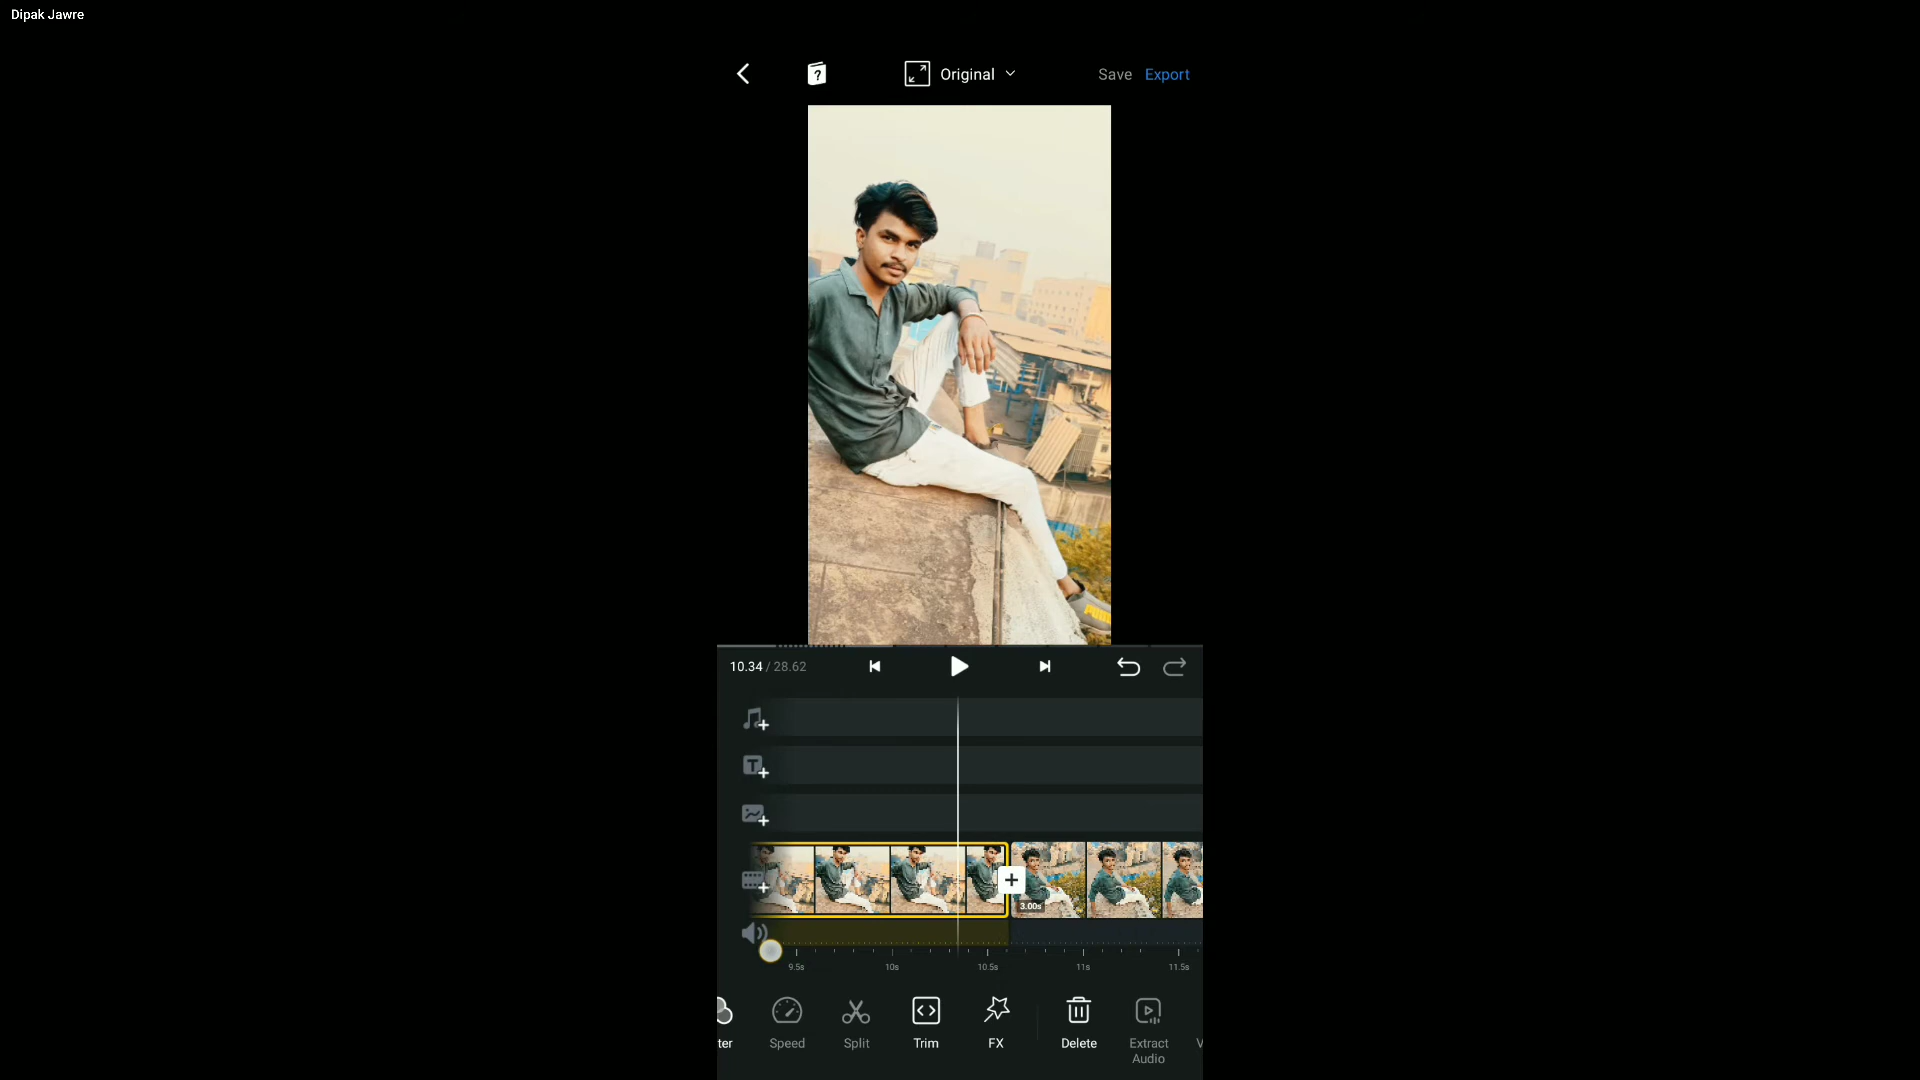 Dipak Jawre
Original
Save Export
10.34 / 28.62
3.00s
9.5s 10s 10.5s 11s 11.5s
ter Speed Split Trim FX Delete Extract
Audio
PUMA